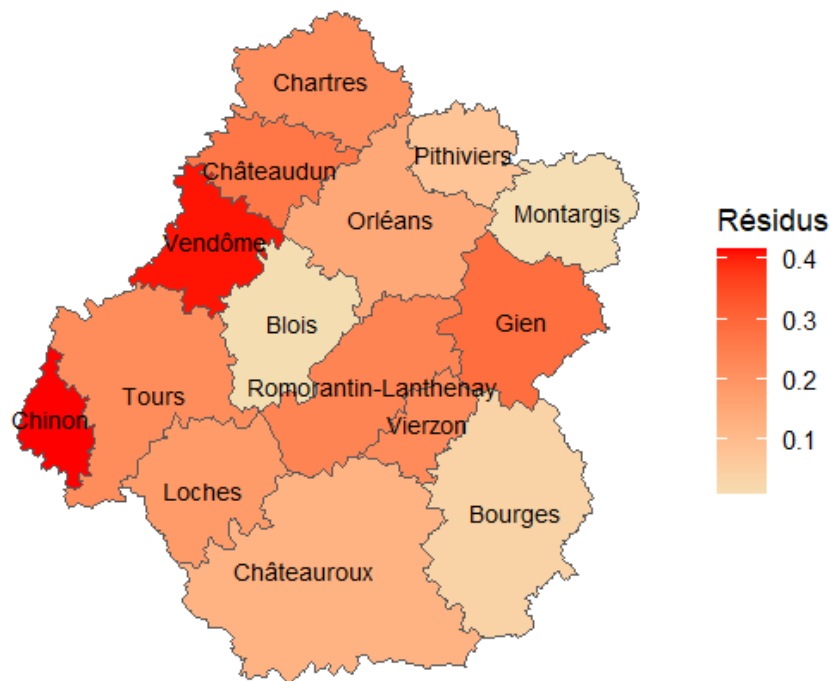 Chartres
Châteaudun
Pithiviers
Orléans
Montargis
Vendôme
Blois
Gien
Tours
Romorantin-Lanthenay
Chinon
Vierzon
Loches
Bourges
Châteauroux
Résidus
0.4
0.3
0.2
0.1